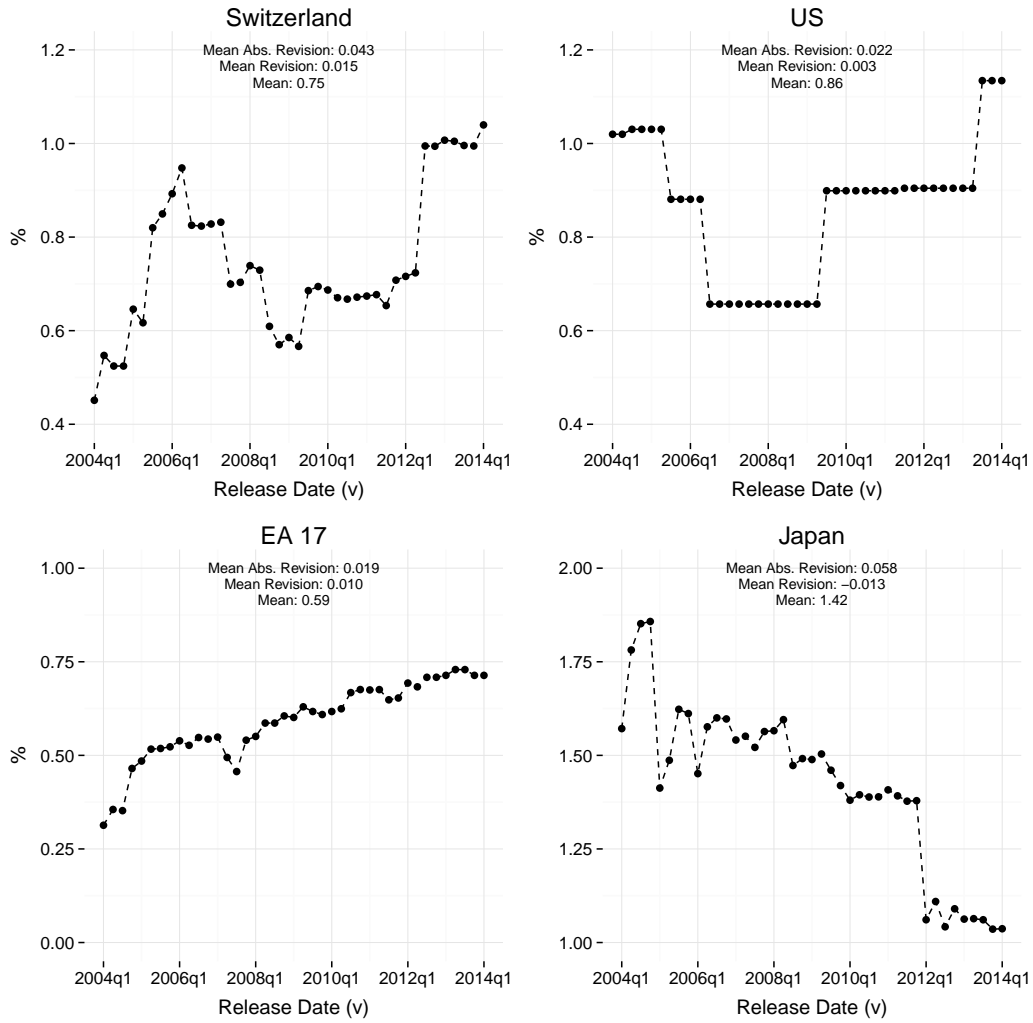 Switzerland
Mean Abs. Revision: 0.043
Mean Revision: 0.015
Mean: 0.75
1.2
1.0
0.8
0.6
0.4
%
2004q1 2006q1 2008q1 2010q1 2012q1 2014q1
Release Date (v)
US
Mean Abs. Revision: 0.022
Mean Revision: 0.003
Mean: 0.86
1.2
1.0
0.8
0.6
0.4
%
2004q1 2006q1 2008q1 2010q1 2012q1 2014q1
Release Date (v)
EA 17
Mean Abs. Revision: 0.019
Mean Revision: 0.010
Mean: 0.59
1.00
0.75
0.50
0.25
0.00
%
2004q1 2006q1 2008q1 2010q1 2012q1 2014q1
Release Date (v)
Japan
Mean Abs. Revision: 0.058
Mean Revision: −0.013
Mean: 1.42
2.00
1.75
1.50
1.25
1.00
2004q1 2006q1 2008q1 2010q1 2012q1 2014q1
Release Date (v)